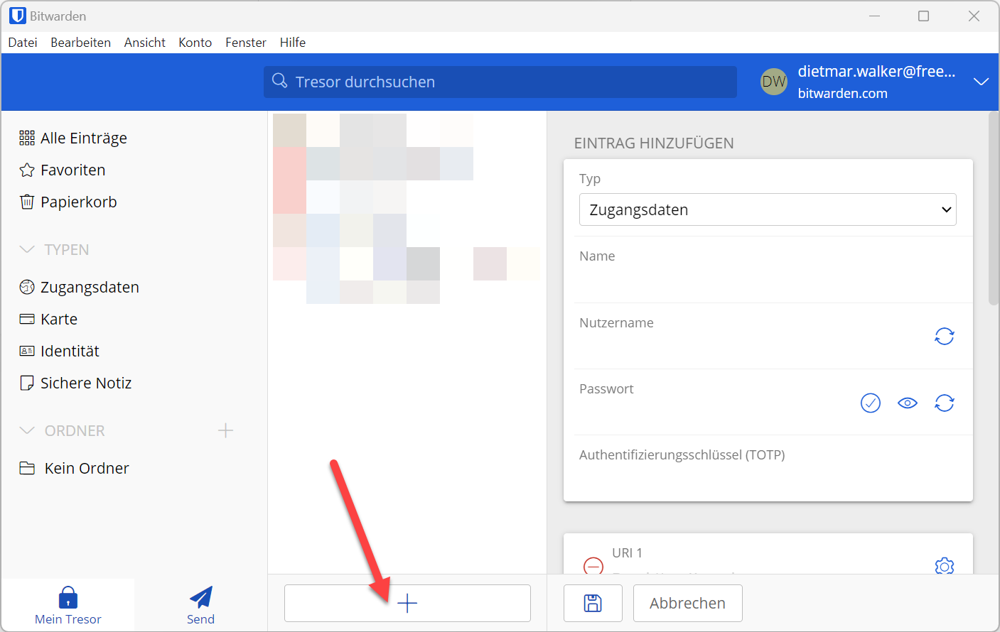 Bitwarden
Datei Bearbeiten Ansicht Konto Fenster Hilfe
Tresor durchsuchen
DW
dietmar.walker@free...
bitwarden.com
Alle Einträge
Favoriten
Papierkorb
TYPEN
Zugangsdaten
Karte
Identität
Sichere Notiz
ORDNER
Kein Ordner
Mein Tresor
Send
EINTRAG HINZUFÜGEN
Typ
Zugangsdaten
Name
Nutzername
Passwort
Authentifizierungsschlüssel (TOTP)
URI 1
Abbrechen